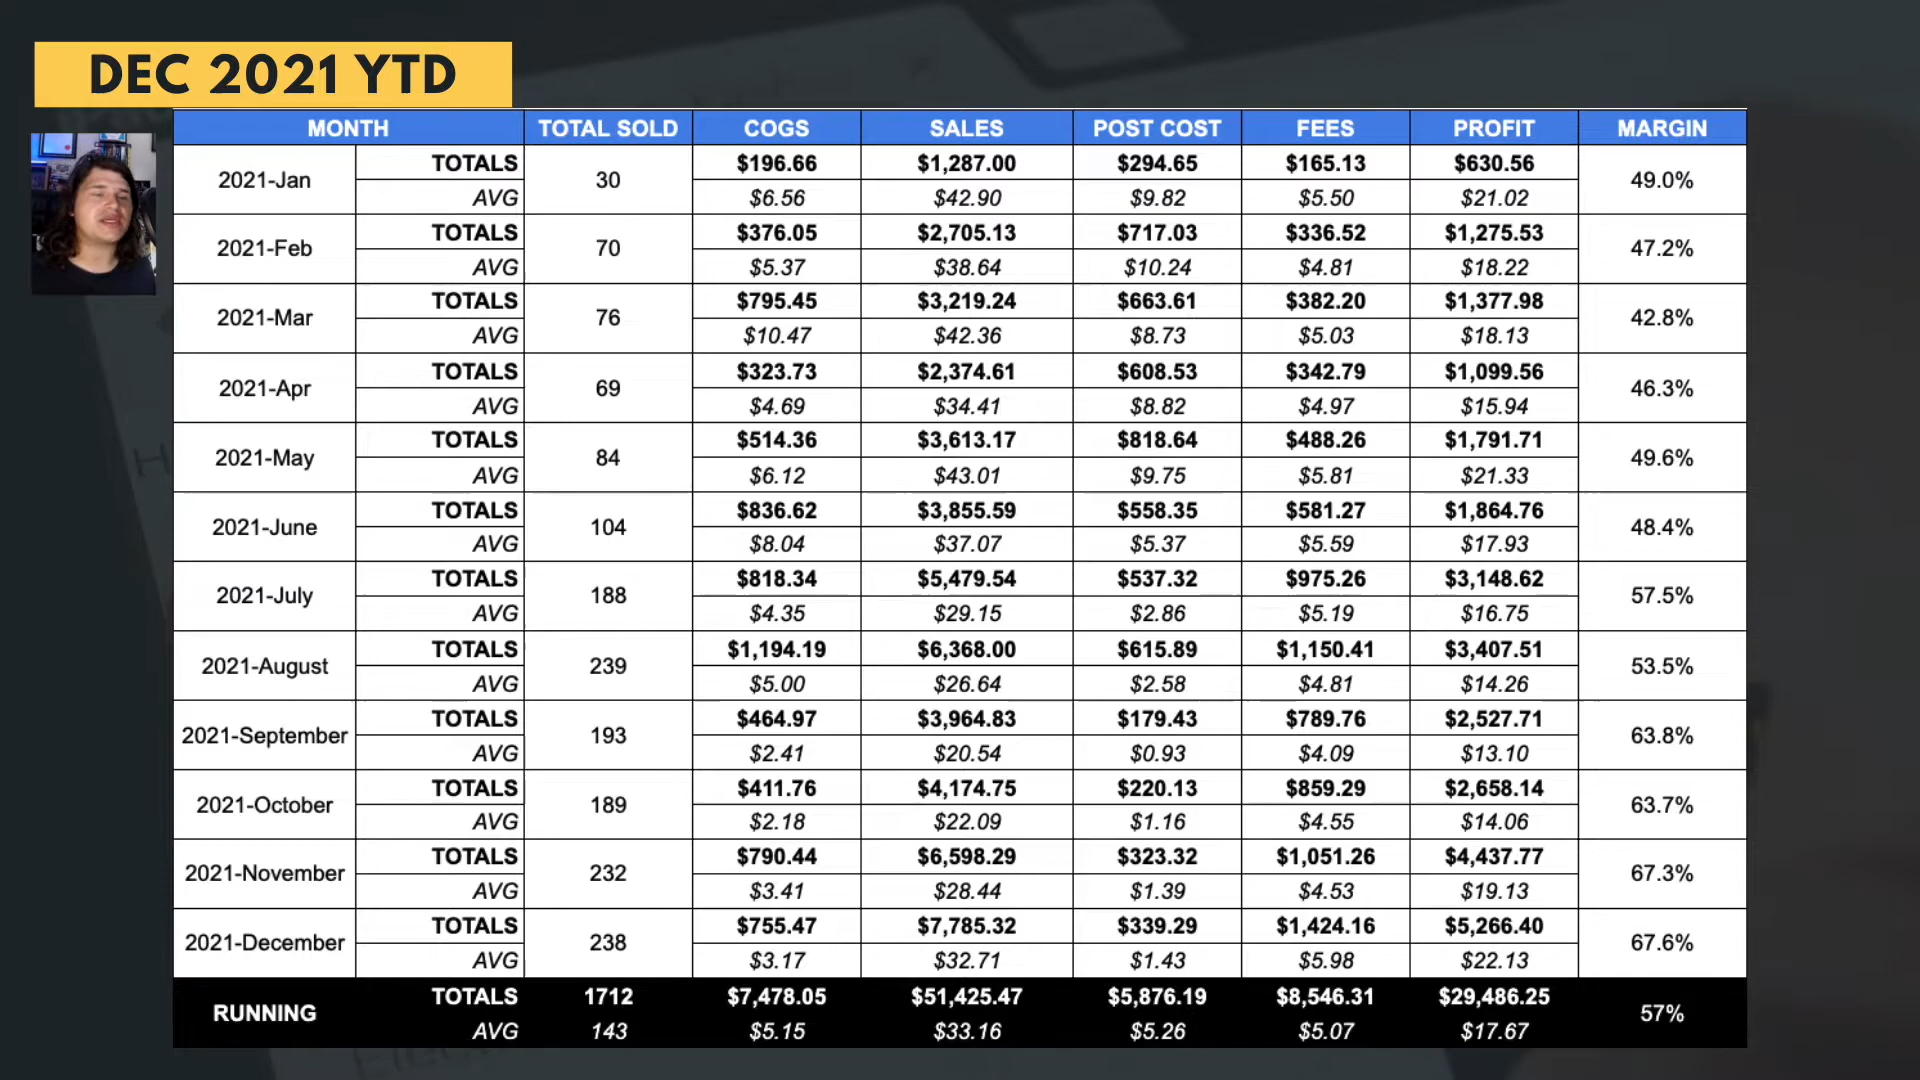 DEC 2021 YTD
MONTH TOTAL SOLD COGS SALES POST COST FEES PROFIT MARGIN
2021-Jan TOTALS 30 $196.66 $1,287.00 $294.65 $165.13 $630.56 49.0%
AVG $6.56 $42.90 $9.82 $5.50 $21.02
2021-Feb TOTALS 70 $376.05 $2,705.13 $717.03 $336.52 $1,275.53 47.2%
AVG $5.37 $38.64 $10.24 $4.81 $18.22
2021-Mar TOTALS 76 $795.45 $3,219.24 $663.61 $382.20 $1,377.98 42.8%
AVG $10.47 $42.36 $8.73 $5.03 $18.13
2021-Apr TOTALS 69 $323.73 $2,374.61 $608.53 $342.79 $1,099.56 46.3%
AVG $4.69 $34.41 $8.82 $4.97 $15.94
2021-May TOTALS 84 $514.36 $3,613.17 $818.64 $488.26 $1,791.71 49.6%
AVG $6.12 $43.01 $9.75 $5.81 $21.33
2021-June TOTALS 104 $836.62 $3,855.59 $558.35 $581.27 $1,864.76 48.4%
AVG $8.04 $37.07 $5.37 $5.59 $17.93
2021-July TOTALS 188 $818.34 $5,479.54 $537.32 $975.26 $3,148.62 57.5%
AVG $4.35 $29.15 $2.86 $5.19 $16.75
2021-August TOTALS 239 $1,194.19 $6,368.00 $615.89 $1,150.41 $3,407.51 53.5%
AVG $5.00 $26.64 $2.58 $4.81 $14.26
2021-September TOTALS 193 $464.97 $3,964.83 $179.43 $789.76 $2,527.71 63.8%
AVG $2.41 $20.54 $0.93 $4.09 $13.10
2021-October TOTALS 189 $411.76 $4,174.75 $220.13 $859.29 $2,658.14 63.7%
AVG $2.18 $22.09 $1.16 $4.55 $14.06
2021-November TOTALS 232 $790.44 $6,598.29 $323.32 $1,051.26 $4,437.77 67.3%
AVG $3.41 $28.44 $1.39 $4.53 $19.13
2021-December TOTALS 238 $755.47 $7,785.32 $339.29 $1,424.16 $5,266.40 67.6%
AVG $3.17 $32.71 $1.43 $5.98 $22.13
RUNNING TOTALS 1712 $7,478.05 $51,425.47 $5,876.19 $8,546.31 $29,486.25 57%
AVG 143 $5.15 $33.16 $5.26 $5.07 $17.67